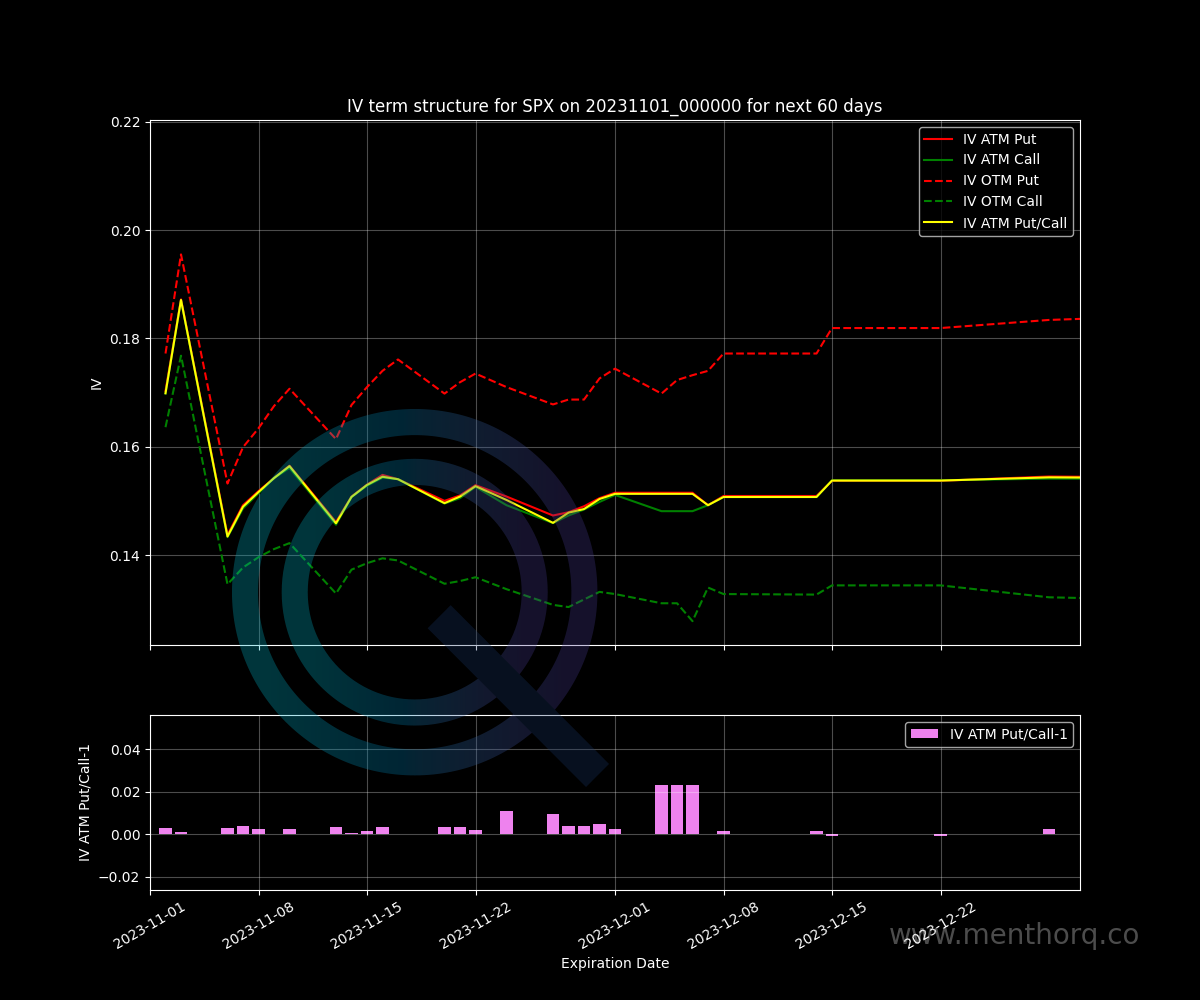 IV term structure for SPX on 20231101_000000 for next 60 days
0.22
0.20
0.18
0.16
0.14
IV
IV ATM Put
IV ATM Call
IV OTM Put
IV OTM Call
IV ATM Put/Call
0.04
0.02
0.00
−0.02
IV ATM Put/Call-1
IV ATM Put/Call-1
2023-11-01
2023-11-08
2023-11-15
2023-11-22
2023-12-01
2023-12-08
2023-12-15
2023-12-22
Expiration Date
www.menthorq.co